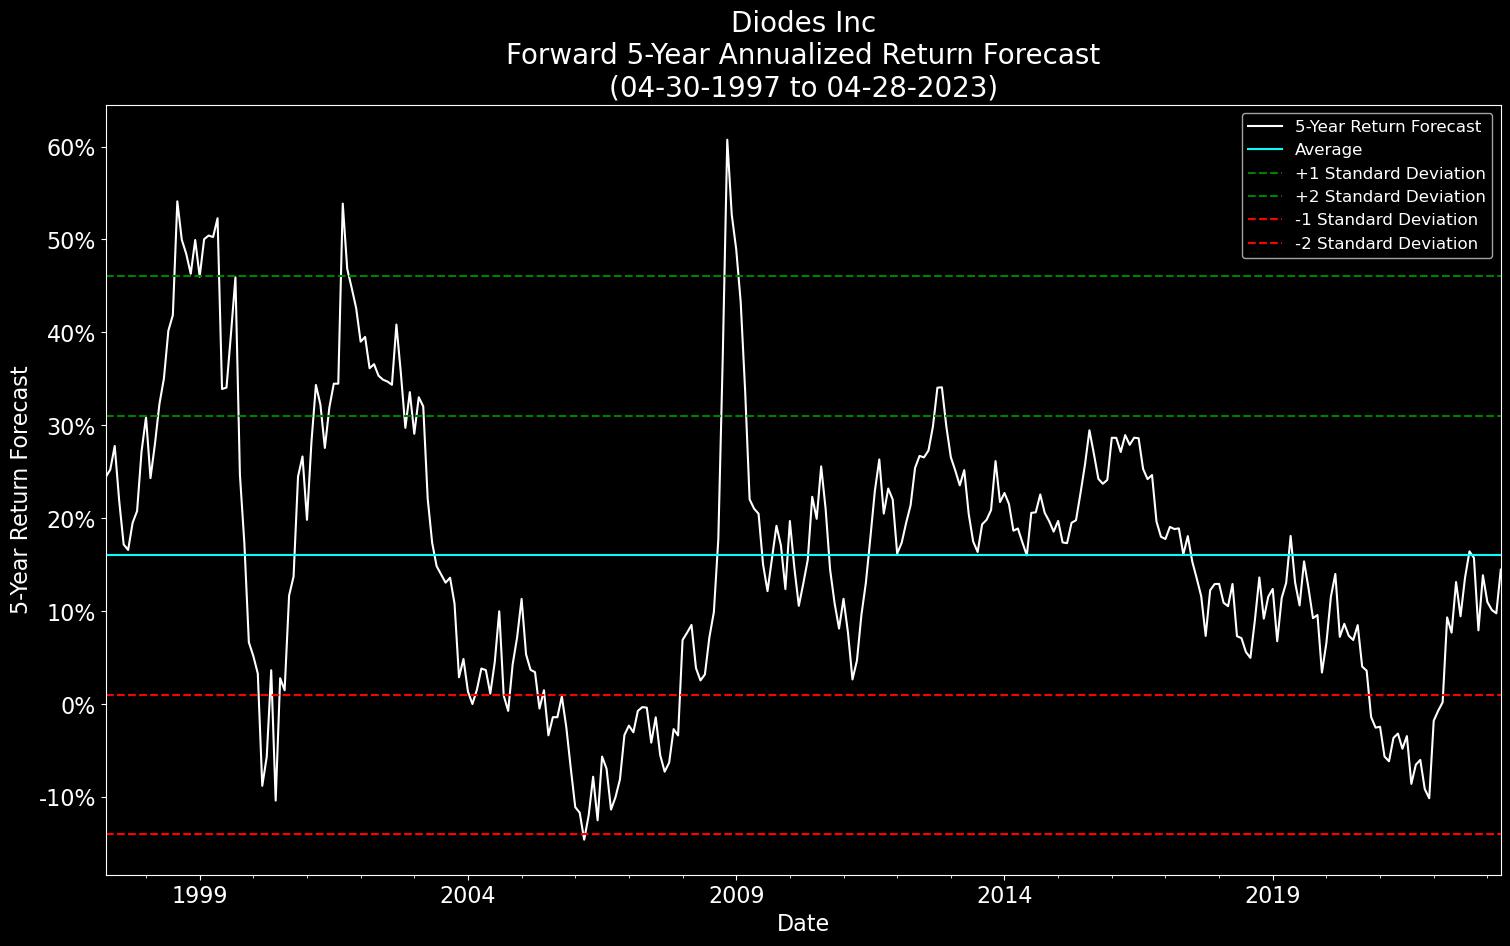 Diodes Inc
Forward 5-Year Annualized Return Forecast
(04-30-1997 to 04-28-2023)
5-Year Return Forecast
60%
50%
40%
30%
20%
10%
0%
-10%
5-Year Return Forecast
Average
+1 Standard Deviation
+2 Standard Deviation
-1 Standard Deviation
-2 Standard Deviation
1999
2004
2009
2014
2019
Date